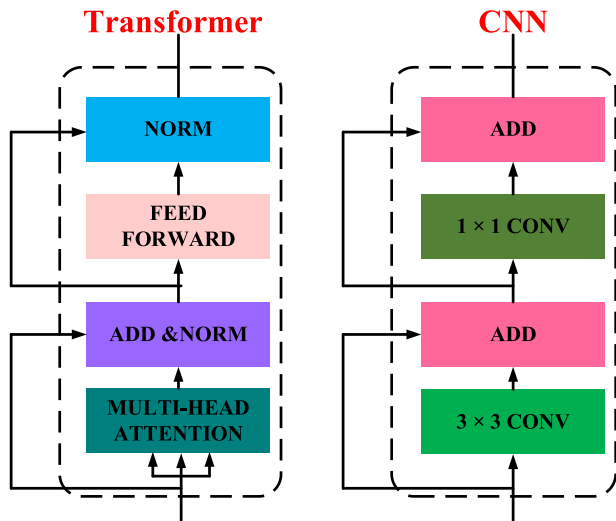 Transformer
NORM
FEED
FORWARD
ADD &NORM
MULTI-HEAD
ATTENTION
CNN
ADD
1 × 1 CONV
ADD
3 × 3 CONV